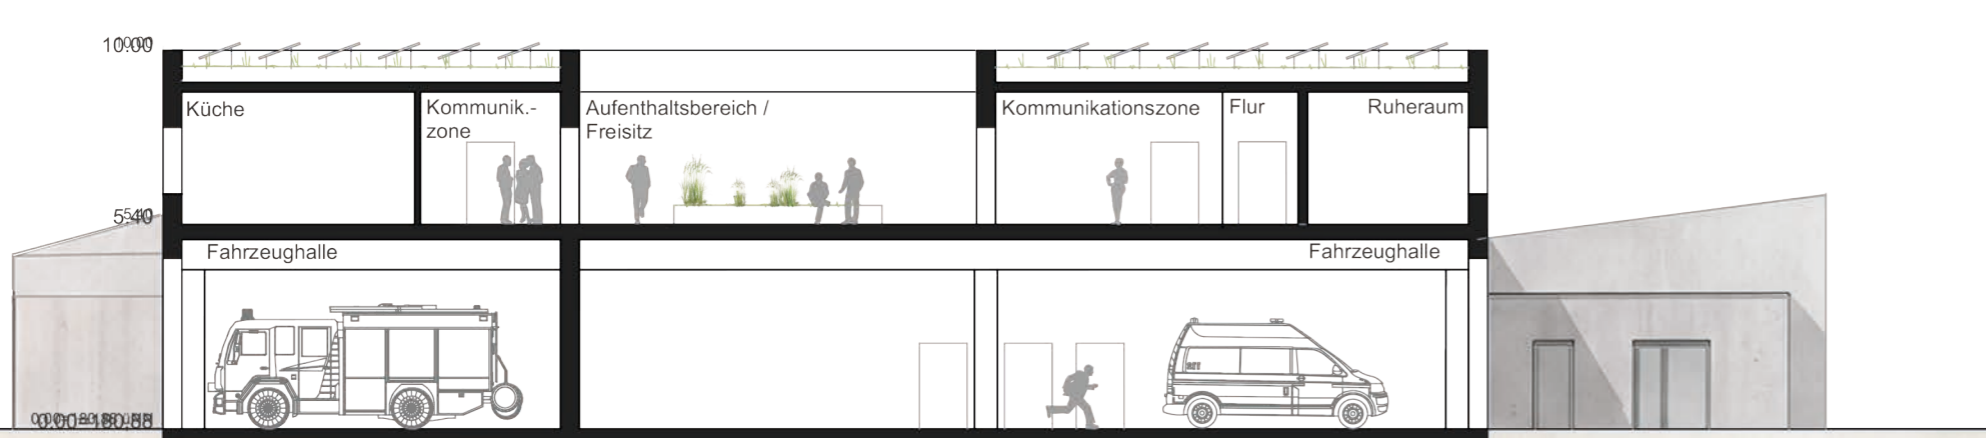 10.00
Küche
Kommunik.-
zone
Aufenthaltsbereich /
Freisitz
Kommunikationszone
Flur
Ruheraum
5.40
Fahrzeughalle
Fahrzeughalle